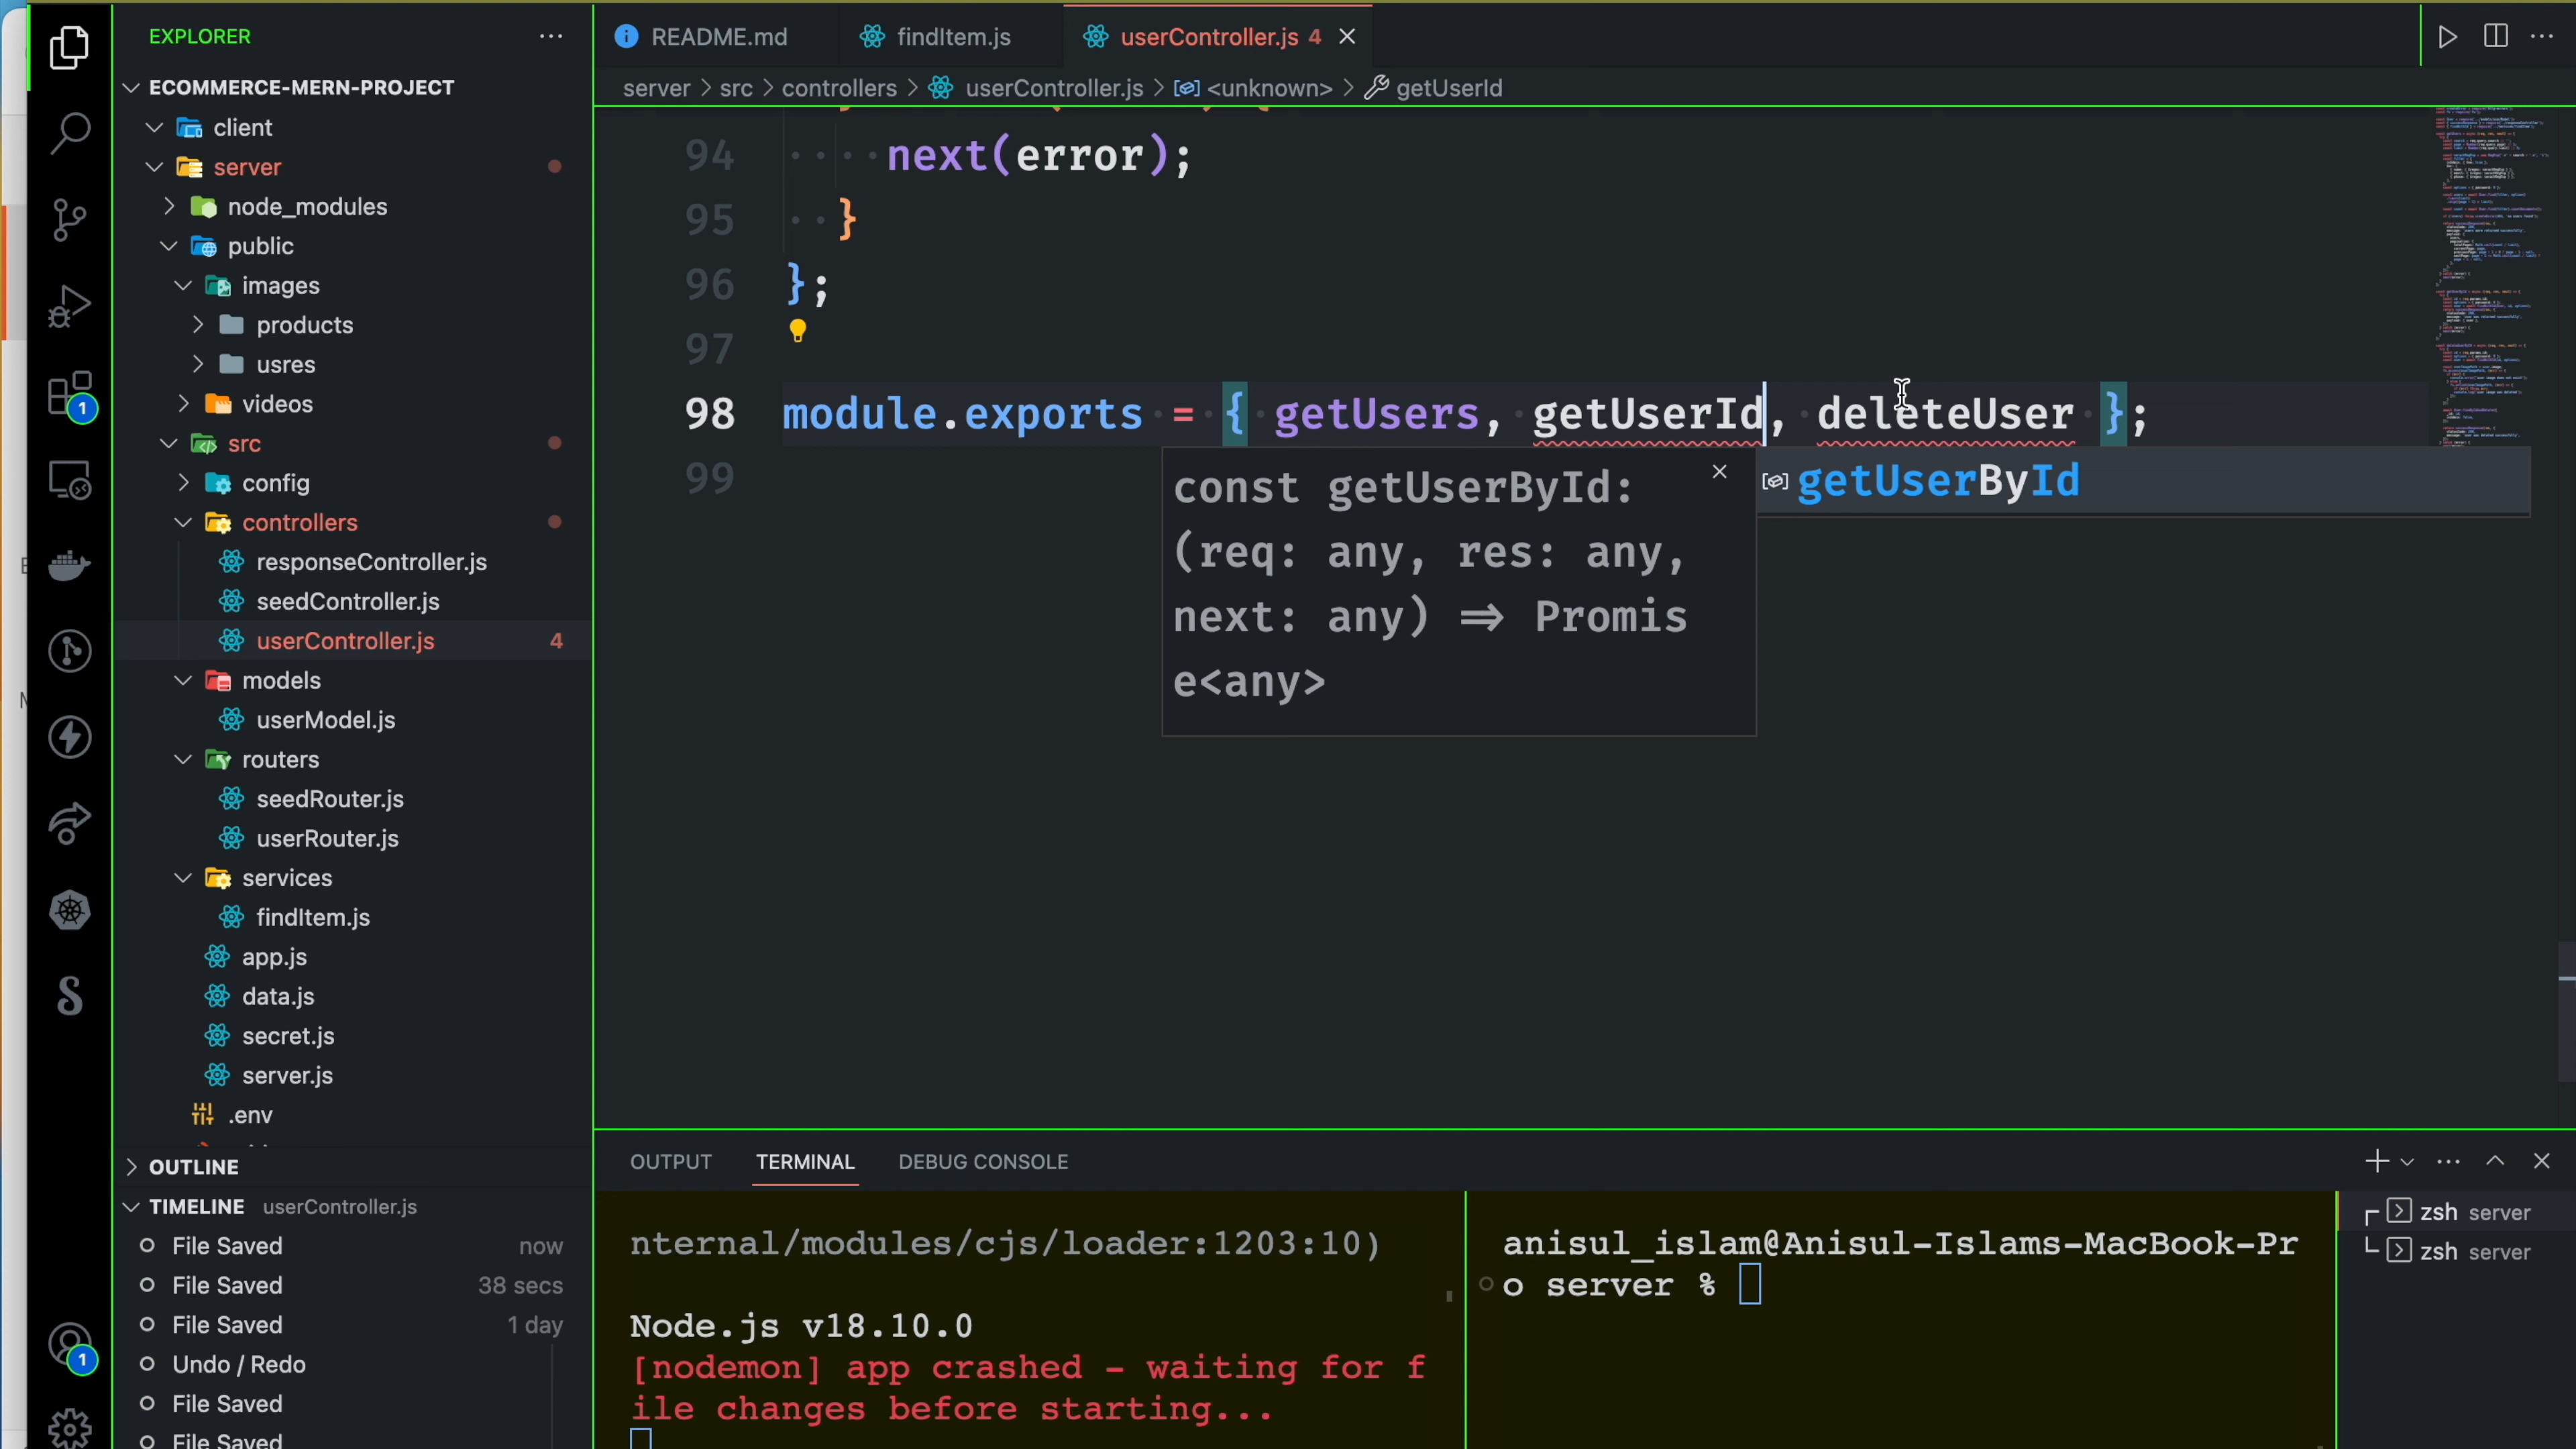 EXPLORER
ECOMMERCE-MERN-PROJECT
client
server
node_modules
public
images
products
usres
videos
src
config
controllers
responseController.js
seedController.js
userController.js 4
models
userModel.js
routers
seedRouter.js
userRouter.js
services
findItem.js
app.js
data.js
secret.js
server.js
.env
OUTLINE
TIMELINE userController.js
File Saved now
File Saved 38 secs
File Saved 1 day
Undo / Redo
File Saved
File Saved
1
1
README.md findItem.js userController.js 4
server > src > controllers > userController.js > <unknown> > getUserId
94 next(error);
95 }
96 };
97
98 module.exports = { getUsers, getUserId, deleteUser };
99
const getUserById:
(req: any, res: any,
next: any) => Promis
e<any>
getUserById
OUTPUT TERMINAL DEBUG CONSOLE
nternal/modules/cjs/loader:1203:10)
Node.js v18.10.0
[nodemon] app crashed - waiting for f
ile changes before starting...
anisul_islam@Anisul-Islams-MacBook-Pr
o server %
zsh server
zsh server